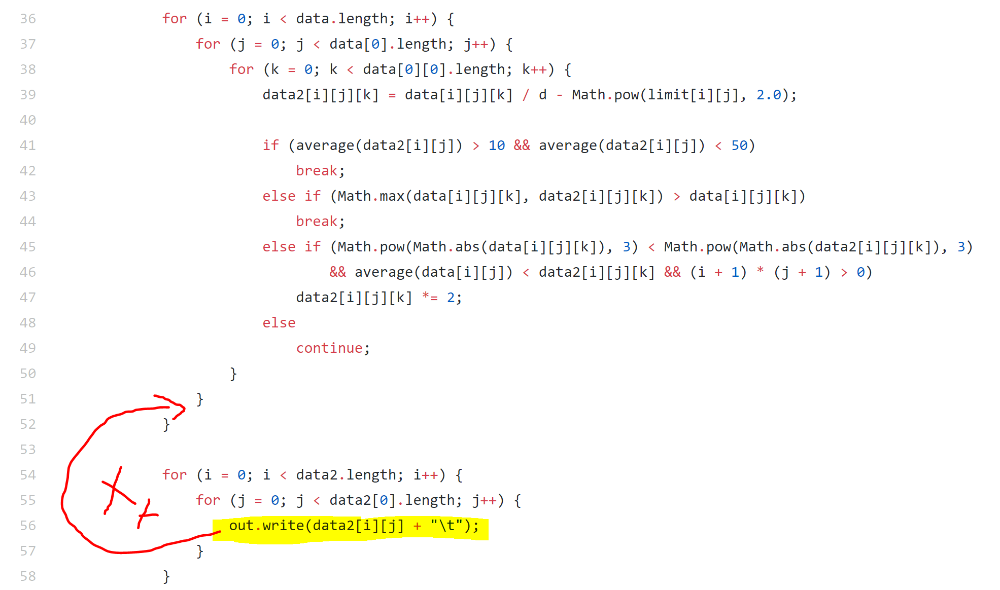 36 for (i = 0; i < data.length; i++) {
37 for (j = 0; j < data[0].length; j++) {
38 for (k = 0; k < data[0][0].length; k++) {
39 data2[i][j][k] = data[i][j][k] / d - Math.pow(limit[i][j], 2.0);
40
41 if (average(data2[i][j]) > 10 && average(data2[i][j]) < 50)
42 break;
43 else if (Math.max(data[i][j][k], data2[i][j][k]) > data[i][j][k])
44 break;
45 else if (Math.pow(Math.abs(data[i][j][k]), 3) < Math.pow(Math.abs(data2[i][j][k]), 3)
46 && average(data[i][j]) < data2[i][j][k] && (i + 1) * (j + 1) > 0)
47 data2[i][j][k] *= 2;
48 else
49 continue;
50 }
51 }
52 }
53
54 for (i = 0; i < data2.length; i++) {
55 for (j = 0; j < data2[0].length; j++) {
56 out.write(data2[i][j] + "\t");
57 }
58 }